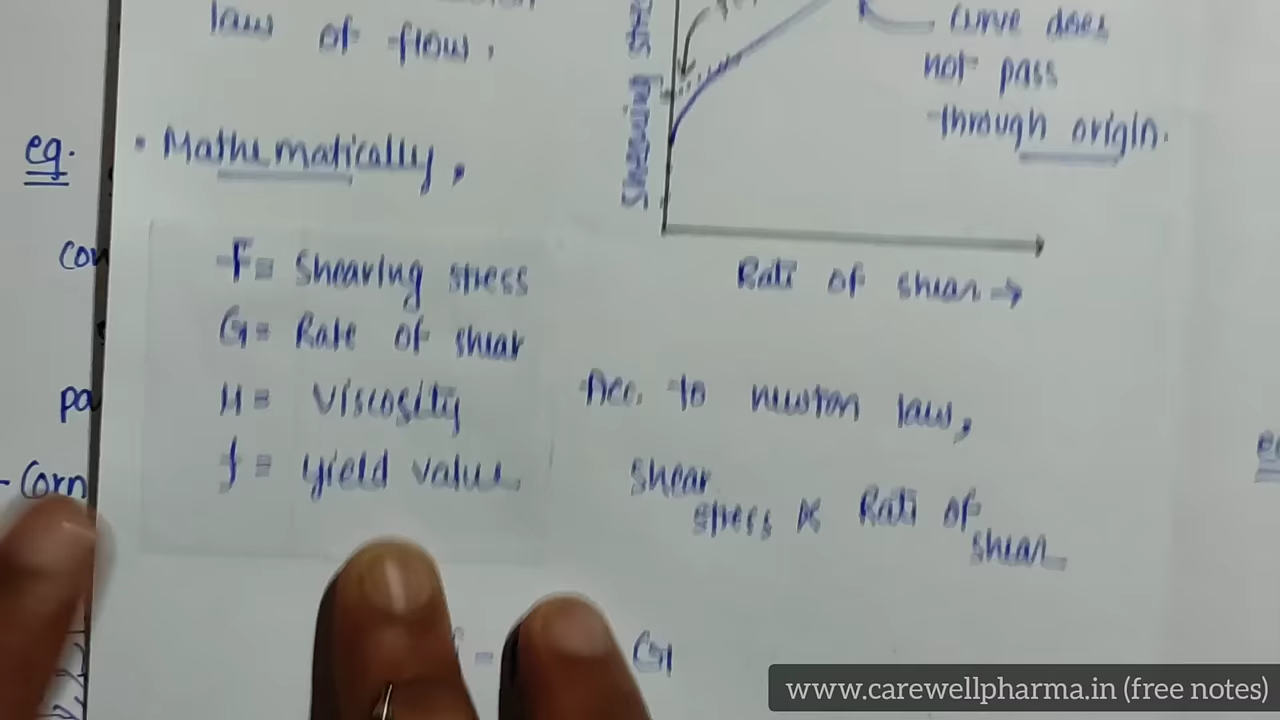 law of flow.
curve does
not pass
through origin.
Shearing
eg.
• Mathematically,
con
F = Shearing stress
Rate of shear →
G = Rate of shear
pa
η = Viscosity
f = yield value
- Corn
Acc. to newton law,
shear
stress ∝ Rate of
shear
G
www.carewellpharma.in (free notes)